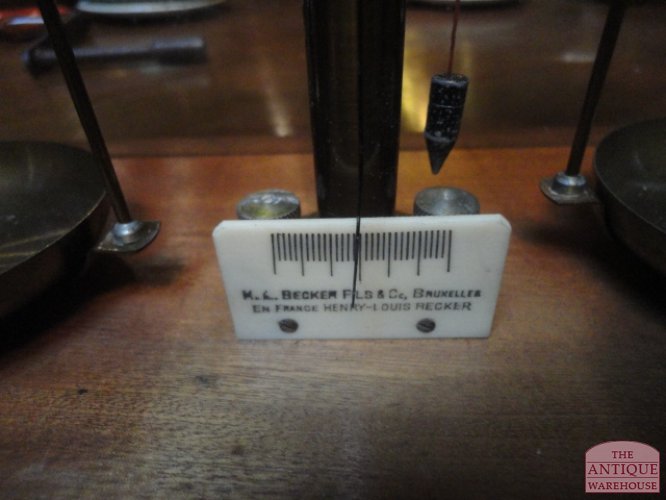 H. L. BECKER FILS & Co, BRUXELLES
EN FRANCE HENRY-LOUIS BECKER
THE
ANTIQUE
WAREHOUSE